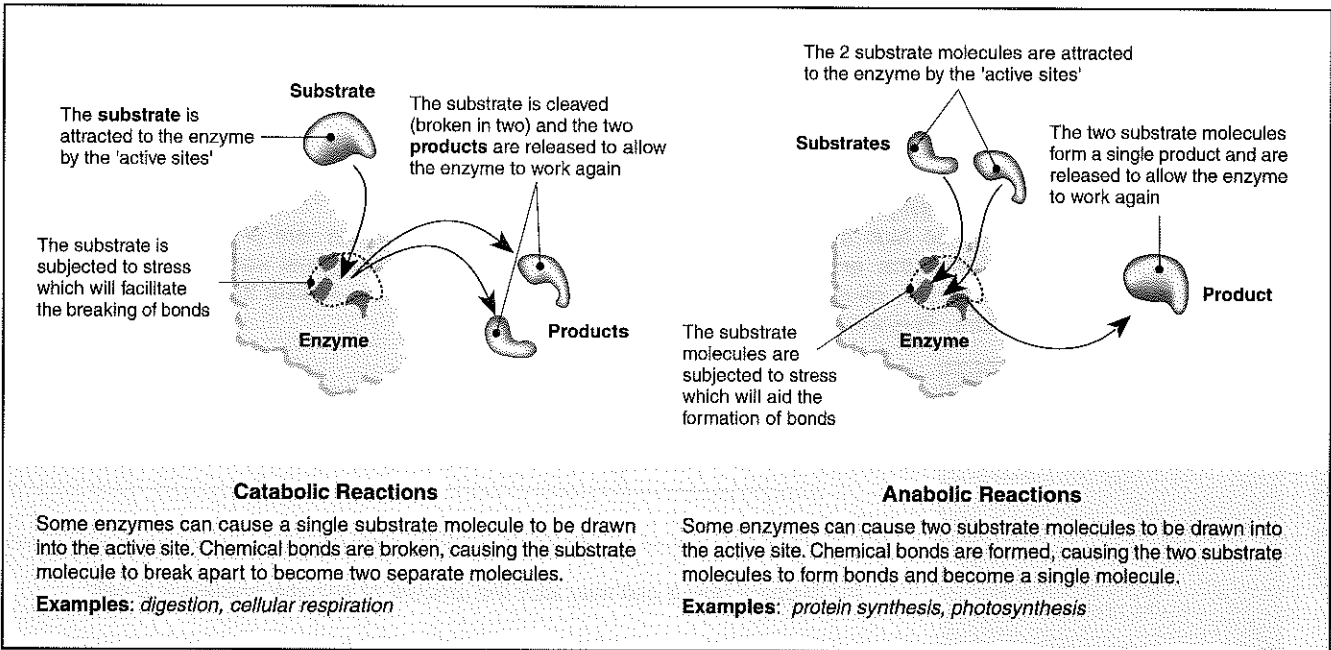 Substrate
The substrate is
attracted to the enzyme
by the 'active sites'
The substrate is cleaved
(broken in two) and the two
products are released to allow
the enzyme to work again
The substrate is
subjected to stress
which will facilitate
the breaking of bonds
Enzyme
Products
The 2 substrate molecules are attracted
to the enzyme by the 'active sites'
Substrates
The two substrate molecules
form a single product and are
released to allow the enzyme
to work again
Product
Enzyme
The substrate
molecules are
subjected to stress
which will aid the
formation of bonds
Catabolic Reactions
Some enzymes can cause a single substrate molecule to be drawn
into the active site. Chemical bonds are broken, causing the substrate
molecule to break apart to become two separate molecules.
Examples: digestion, cellular respiration
Anabolic Reactions
Some enzymes can cause two substrate molecules to be drawn into
the active site. Chemical bonds are formed, causing the two substrate
molecules to form bonds and become a single molecule.
Examples: protein synthesis, photosynthesis